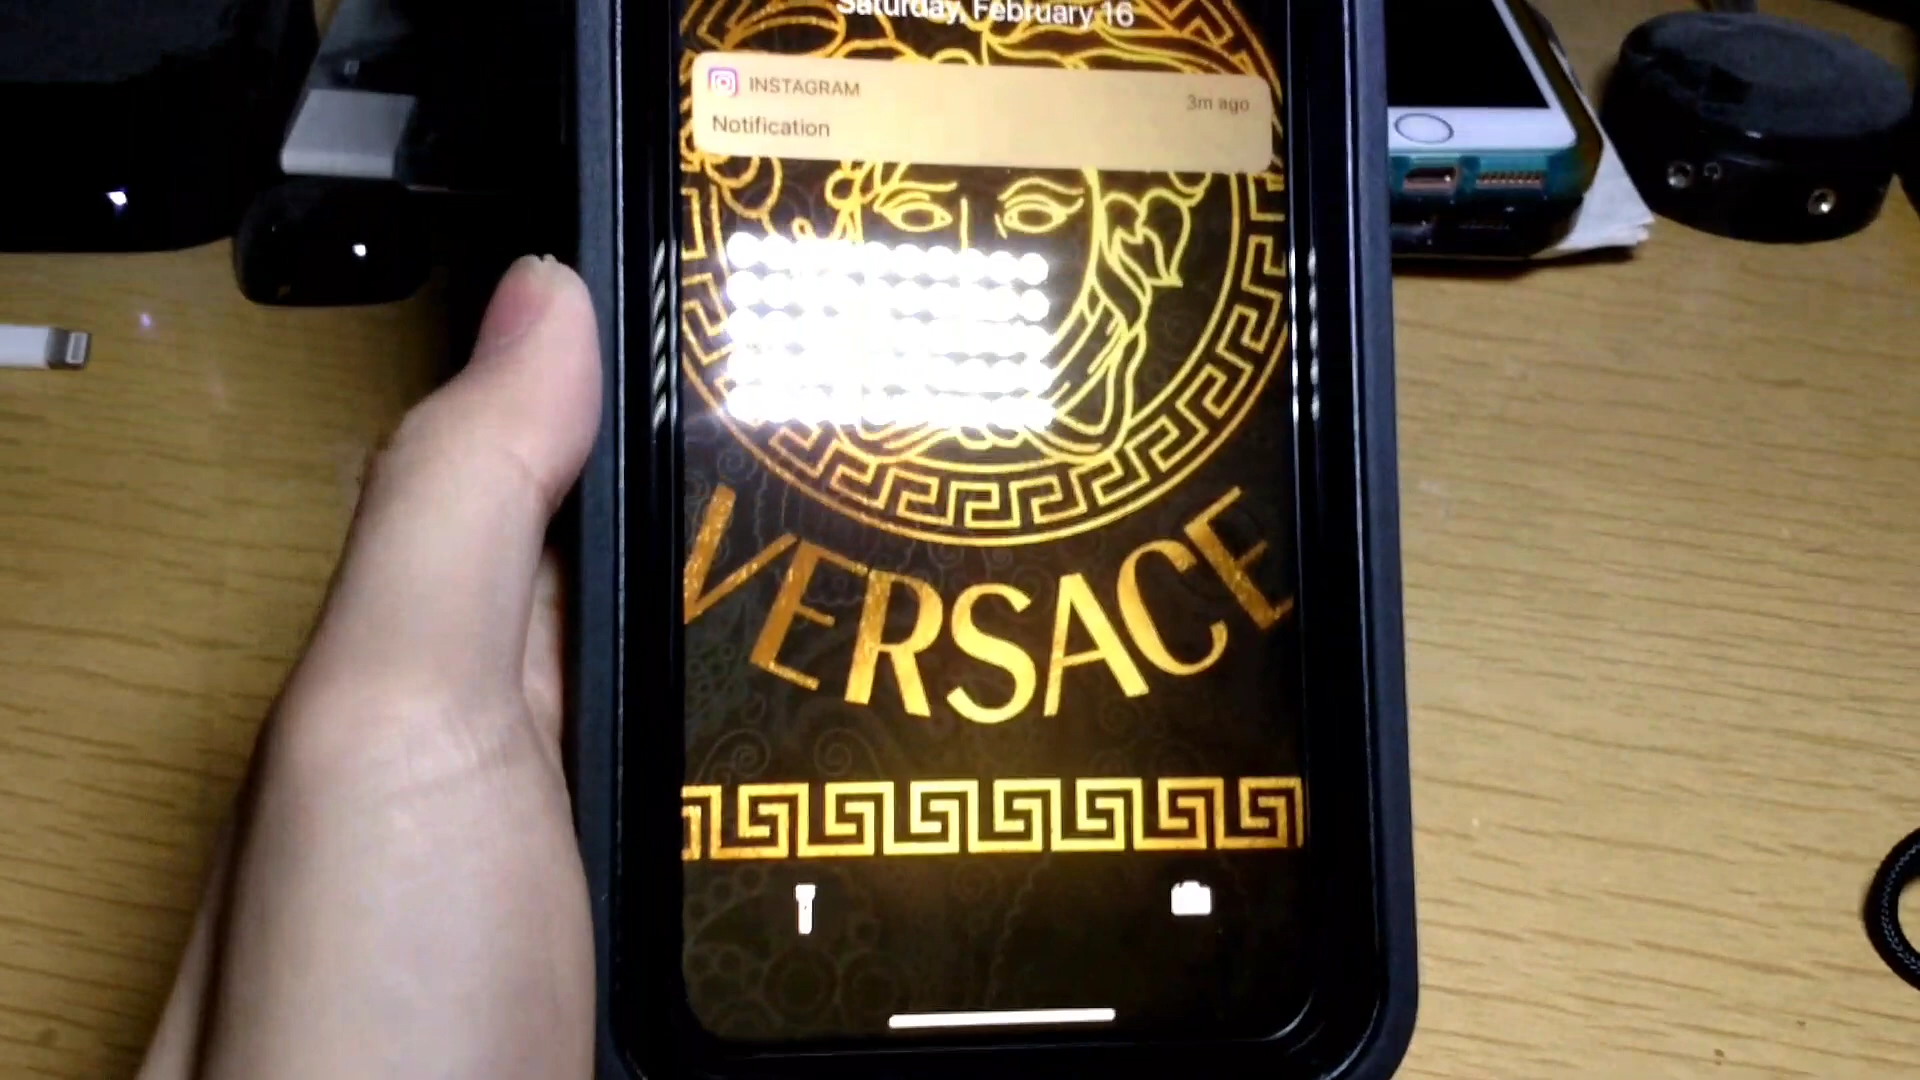 Saturday, February 16
INSTAGRAM
3m ago
Notification
VERSACE